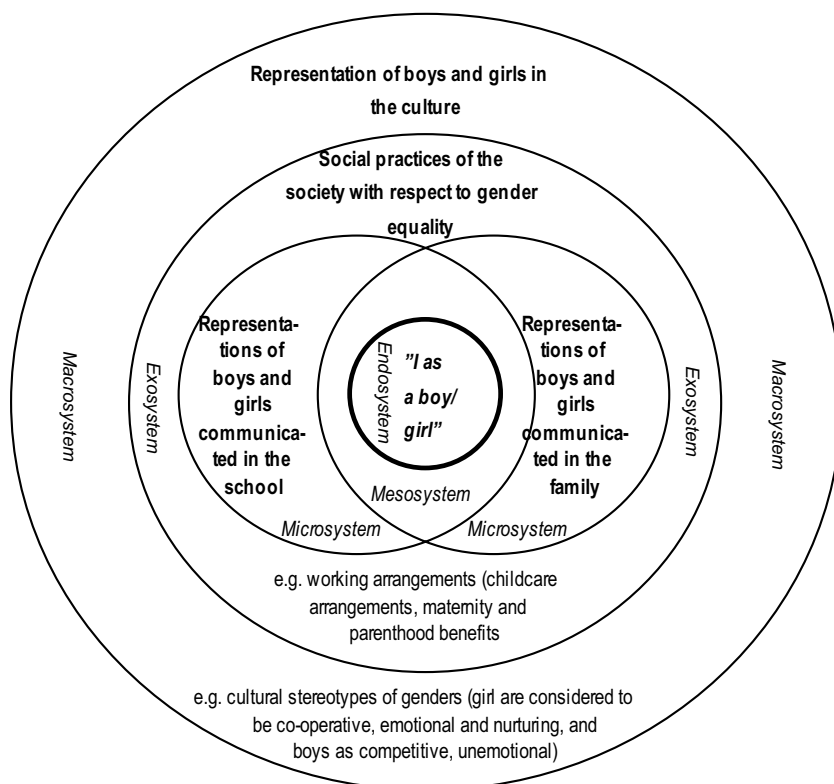 Representation of boys and girls in
the culture
Social practices of the
society with respect to gender
equality
Macrosystem
Exosystem
Representa-
tions of
boys and
girls
communica-
ted in the
school
Endosystem
”I as
a boy/
girl”
Representa-
tions of
boys and
girls
communica-
ted in the
family
Exosystem
Macrosystem
Mesosystem
Microsystem
Microsystem
e.g. working arrangements (childcare
arrangements, maternity and
parenthood benefits
e.g. cultural stereotypes of genders (girl are considered to
be co-operative, emotional and nurturing, and
boys as competitive, unemotional)